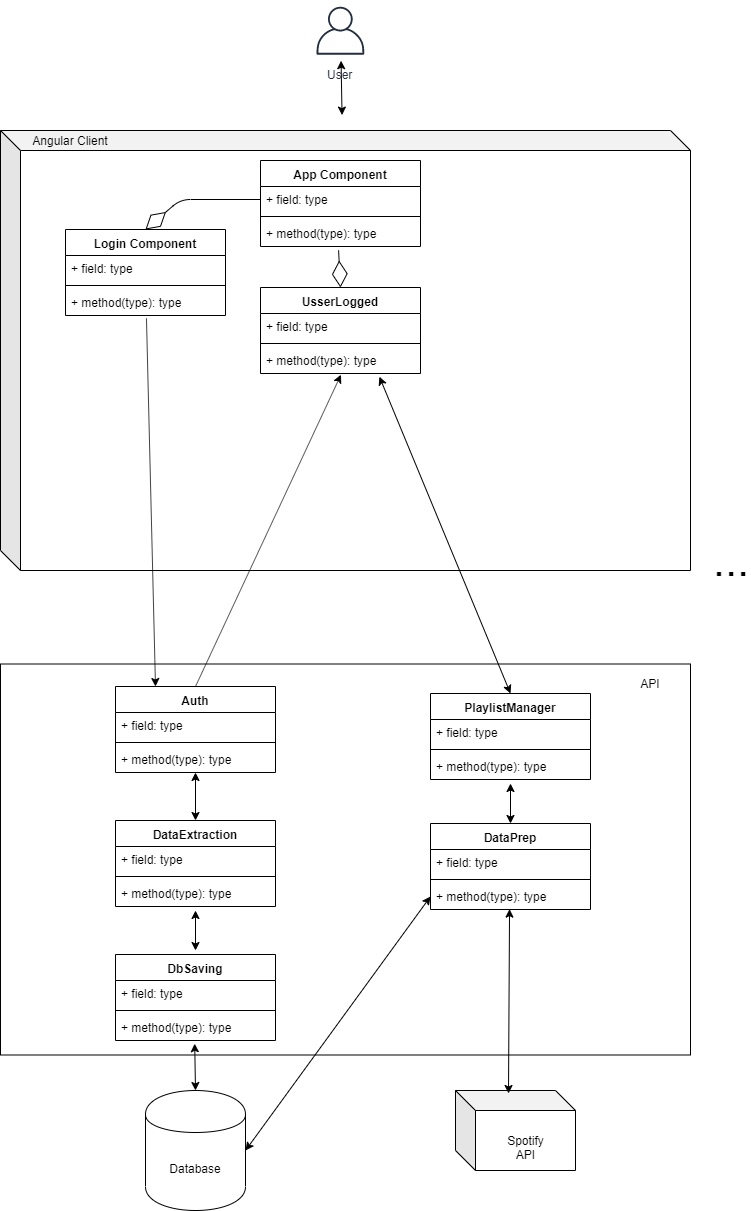 User
Angular Client
App Component
+ field: type
+ method(type): type
Login Component
+ field: type
+ method(type): type
UsserLogged
+ field: type
+ method(type): type
...
API
Auth
+ field: type
+ method(type): type
PlaylistManager
+ field: type
+ method(type): type
DataExtraction
+ field: type
+ method(type): type
DataPrep
+ field: type
+ method(type): type
DbSaving
+ field: type
+ method(type): type
Database
Spotify
API